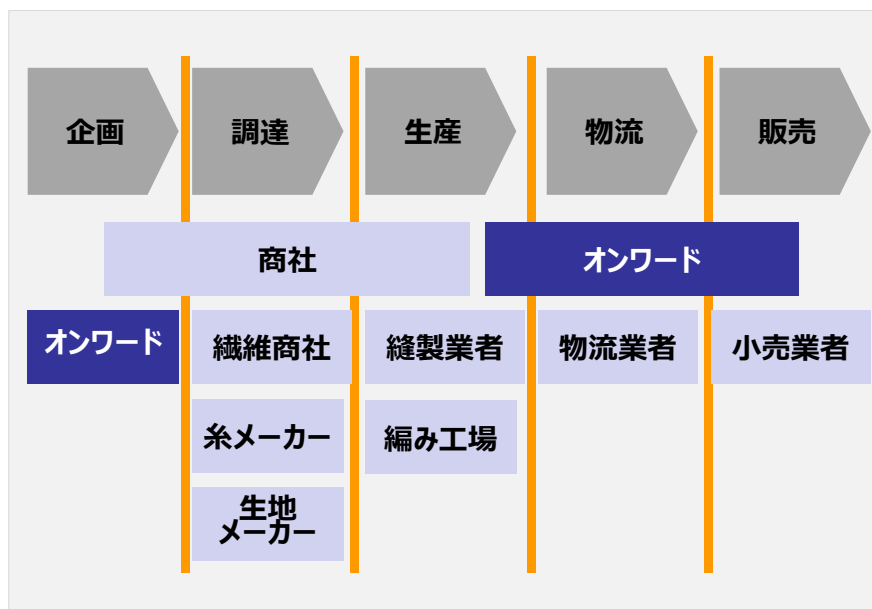 企画
調達
生産
物流
販売
商社
オンワード
オンワード
繊維商社
縫製業者
物流業者
小売業者
糸メーカー
編み工場
生地
メーカー